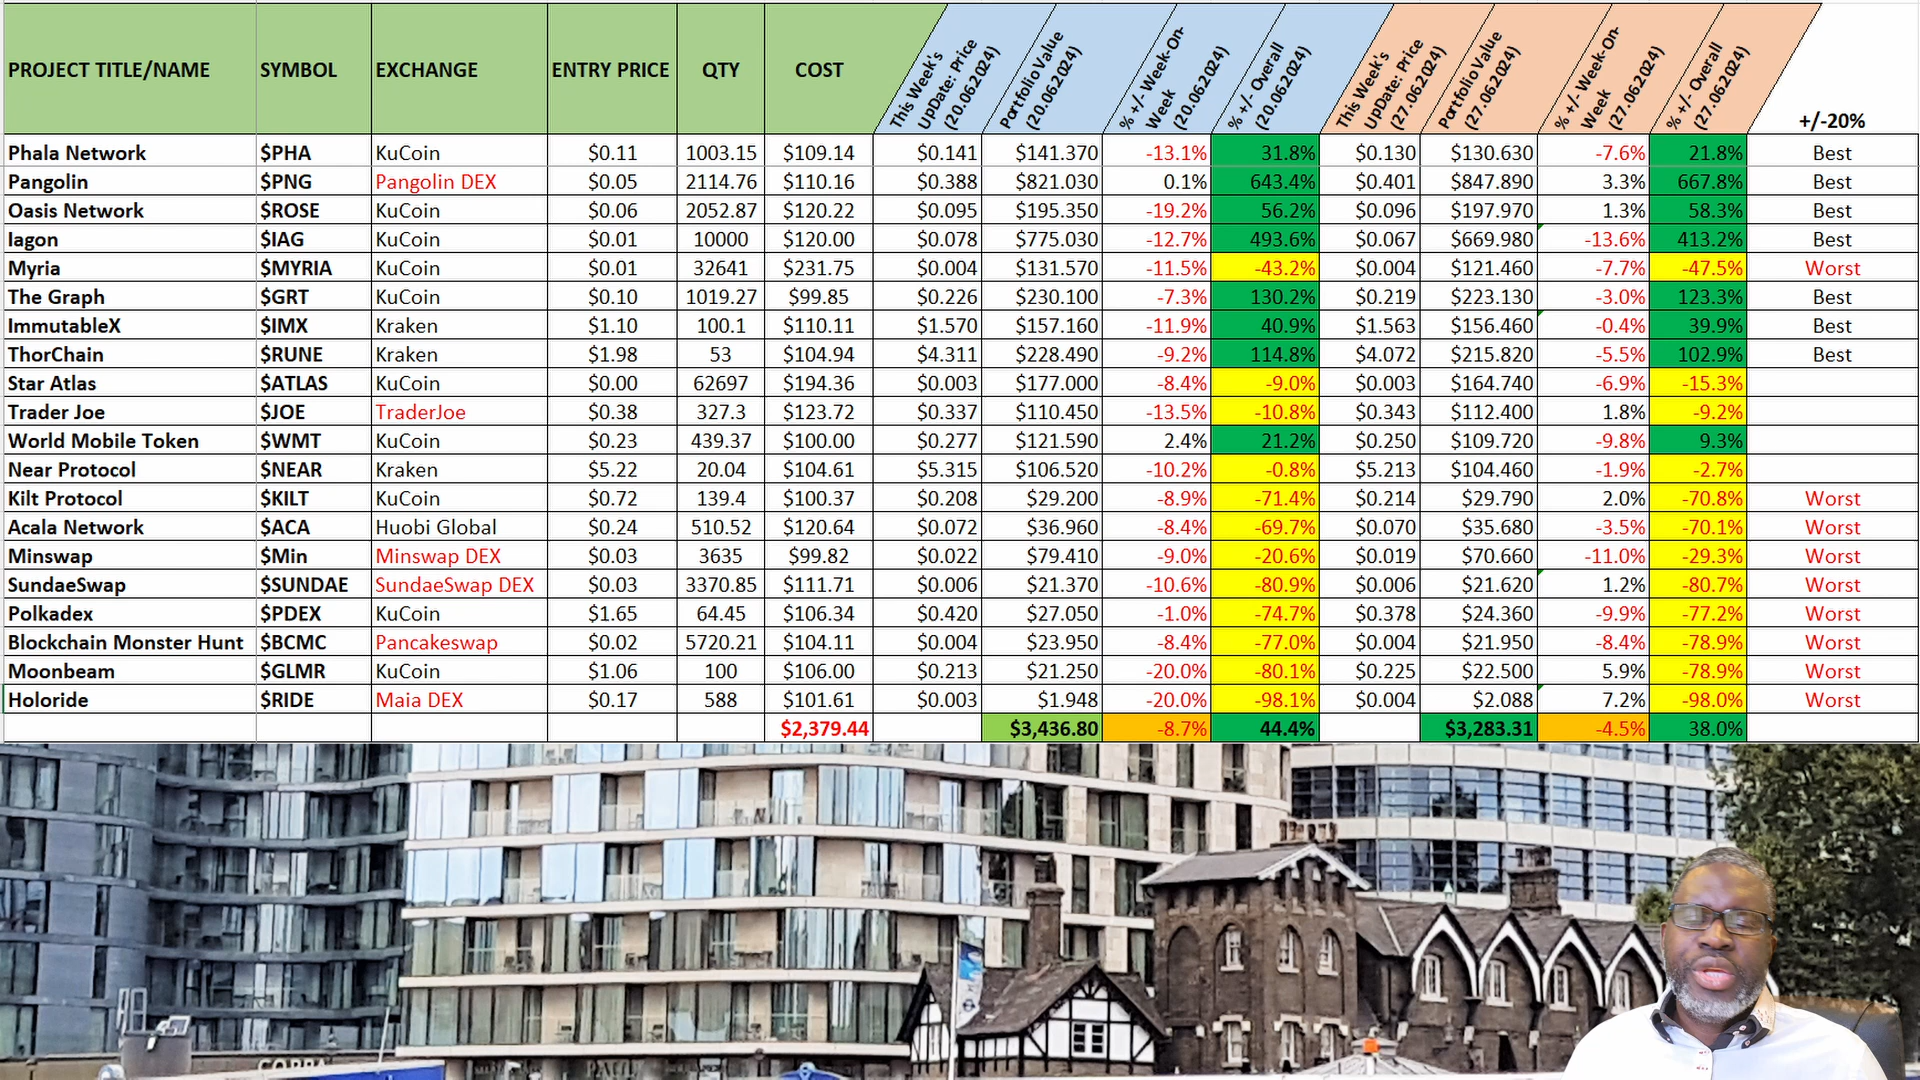 PROJECT TITLE/NAME SYMBOL EXCHANGE ENTRY PRICE QTY COST This Week's UpDate: Price (20.06.2024) Portfolio Value (20.06.2024) % +/- Week-On-Week (20.06.2024) % +/- Overall (20.06.2024) This Week's UpDate: Price (27.06.2024) Portfolio Value (27.06.2024) % +/- Week-On-Week (27.06.2024) % +/- Overall (27.06.2024) +/-20%
Phala Network $PHA KuCoin $0.11 1003.15 $109.14 $0.141 $141.370 -13.1% 31.8% $0.130 $130.630 -7.6% 21.8% Best
Pangolin $PNG Pangolin DEX $0.05 2114.76 $110.16 $0.388 $821.030 0.1% 643.4% $0.401 $847.890 3.3% 667.8% Best
Oasis Network $ROSE KuCoin $0.06 2052.87 $120.22 $0.095 $195.350 -19.2% 56.2% $0.096 $197.970 1.3% 58.3% Best
Iagon $IAG KuCoin $0.01 10000 $120.00 $0.078 $775.030 -12.7% 493.6% $0.067 $669.980 -13.6% 413.2% Best
Myria $MYRIA KuCoin $0.01 32641 $231.75 $0.004 $131.570 -11.5% -43.2% $0.004 $121.460 -7.7% -47.5% Worst
The Graph $GRT KuCoin $0.10 1019.27 $99.85 $0.226 $230.100 -7.3% 130.2% $0.219 $223.130 -3.0% 123.3% Best
ImmutableX $IMX Kraken $1.10 100.1 $110.11 $1.570 $157.160 -11.9% 40.9% $1.563 $156.460 -0.4% 39.9% Best
ThorChain $RUNE Kraken $1.98 53 $104.94 $4.311 $228.490 -9.2% 114.8% $4.072 $215.820 -5.5% 102.9% Best
Star Atlas $ATLAS KuCoin $0.00 62697 $194.36 $0.003 $177.000 -8.4% -9.0% $0.003 $164.740 -6.9% -15.3%
Trader Joe $JOE TraderJoe $0.38 327.3 $123.72 $0.337 $110.450 -13.5% -10.8% $0.343 $112.400 1.8% -9.2%
World Mobile Token $WMT KuCoin $0.23 439.37 $100.00 $0.277 $121.590 2.4% 21.2% $0.250 $109.720 -9.8% 9.3%
Near Protocol $NEAR Kraken $5.22 20.04 $104.61 $5.315 $106.520 -10.2% -0.8% $5.213 $104.460 -1.9% -2.7%
Kilt Protocol $KILT KuCoin $0.72 139.4 $100.37 $0.208 $29.200 -8.9% -71.4% $0.214 $29.790 2.0% -70.8% Worst
Acala Network $ACA Huobi Global $0.24 510.52 $120.64 $0.072 $36.960 -8.4% -69.7% $0.070 $35.680 -3.5% -70.1% Worst
Minswap $Min Minswap DEX $0.03 3635 $99.82 $0.022 $79.410 -9.0% -20.6% $0.019 $70.660 -11.0% -29.3% Worst
SundaeSwap $SUNDAE SundaeSwap DEX $0.03 3370.85 $111.71 $0.006 $21.370 -10.6% -80.9% $0.006 $21.620 1.2% -80.7% Worst
Polkadex $PDEX KuCoin $1.65 64.45 $106.34 $0.420 $27.050 -1.0% -74.7% $0.378 $24.360 -9.9% -77.2% Worst
Blockchain Monster Hunt $BCMC Pancakeswap $0.02 5720.21 $104.11 $0.004 $23.950 -8.4% -77.0% $0.004 $21.950 -8.4% -78.9% Worst
Moonbeam $GLMR KuCoin $1.06 100 $106.00 $0.213 $21.250 -20.0% -80.1% $0.225 $22.500 5.9% -78.9% Worst
Holoride $RIDE Maia DEX $0.17 588 $101.61 $0.003 $1.948 -20.0% -98.1% $0.004 $2.088 7.2% -98.0% Worst
$2,379.44 $3,436.80 -8.7% 44.4% $3,283.31 -4.5% 38.0%